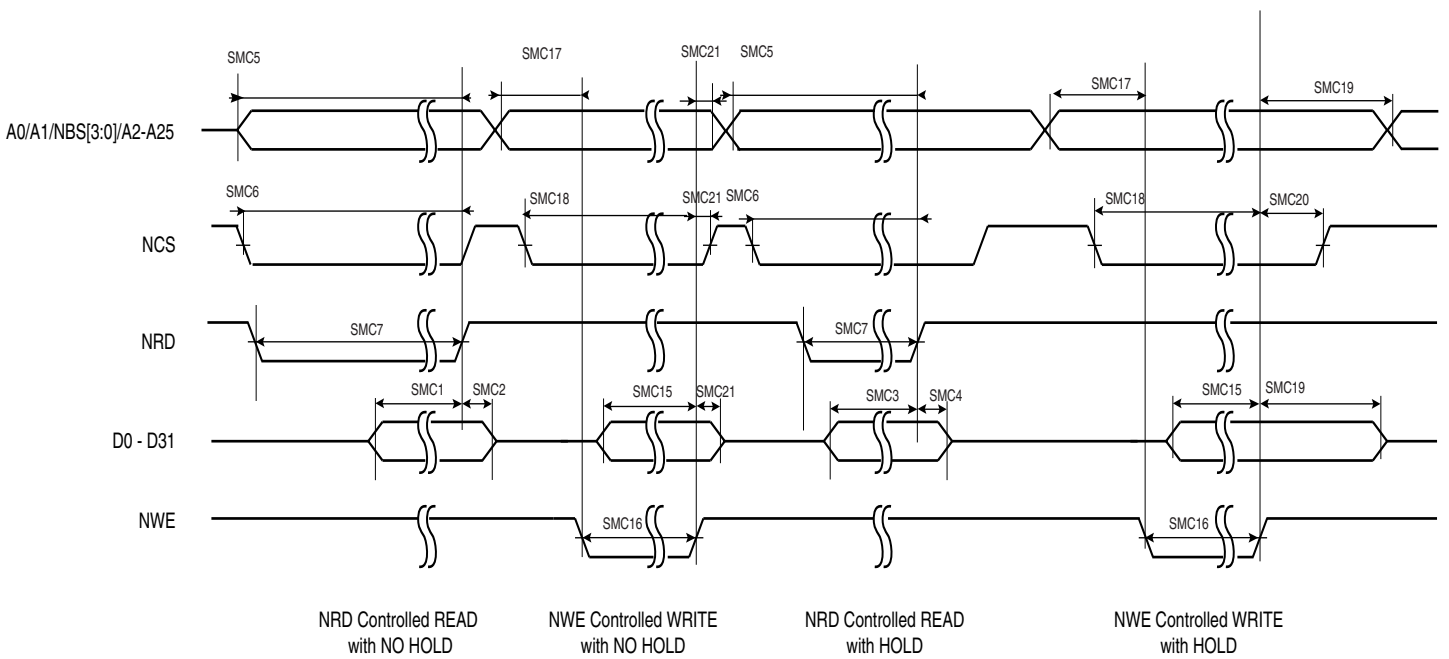 SMC5
SMC17
SMC21
SMC5
SMC17
SMC19
A0/A1/NBS[3:0]/A2-A25
SMC6
SMC18
SMC21
SMC6
SMC18
SMC20
NCS
NRD
SMC7
SMC7
SMC1
SMC2
SMC15
SMC21
SMC3
SMC4
SMC15
SMC19
D0 - D31
NWE
SMC16
SMC16
NRD Controlled READ
with NO HOLD
NWE Controlled WRITE
with NO HOLD
NRD Controlled READ
with HOLD
NWE Controlled WRITE
with HOLD